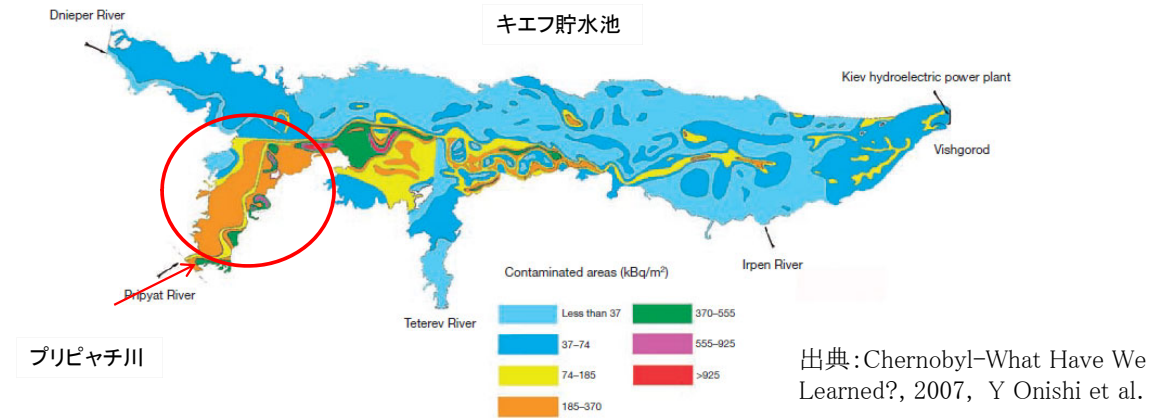 Dnieper River
キエフ貯水池
Kiev hydroelectric power plant
Vishgorod
Irpen River
Pripyat River
Teterev River
プリピャチ川
Contaminated areas (kBq/m²)
Less than 37
37–74
74–185
185–370
370–555
555–925
>925
出典:Chernobyl-What Have We
Learned?, 2007, Y Onishi et al.